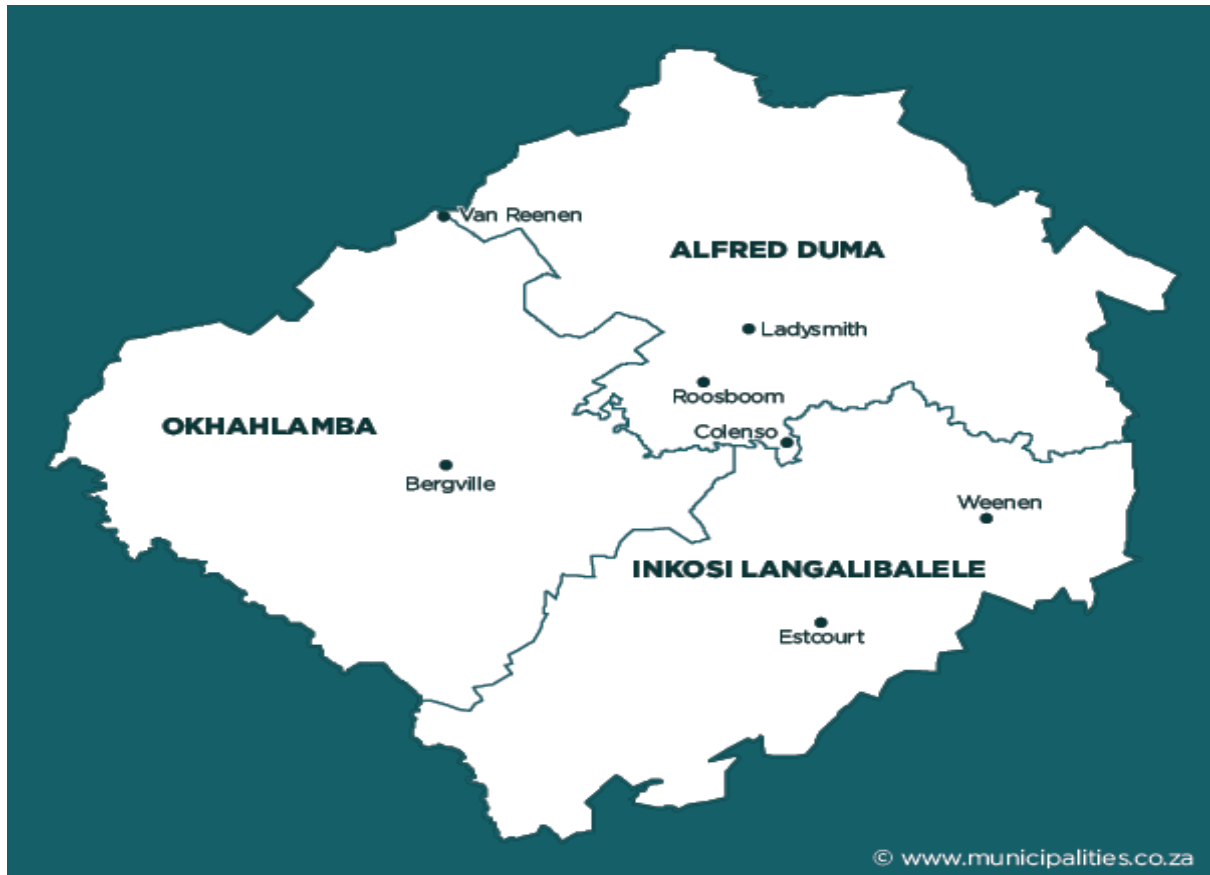 Van Reenen
ALFRED DUMA
Ladysmith
Roosboom
OKHAHLAMBA
Colenso
Bergville
Weenen
INKOSI LANGALIBALELE
Estcourt
© www.municipalities.co.za